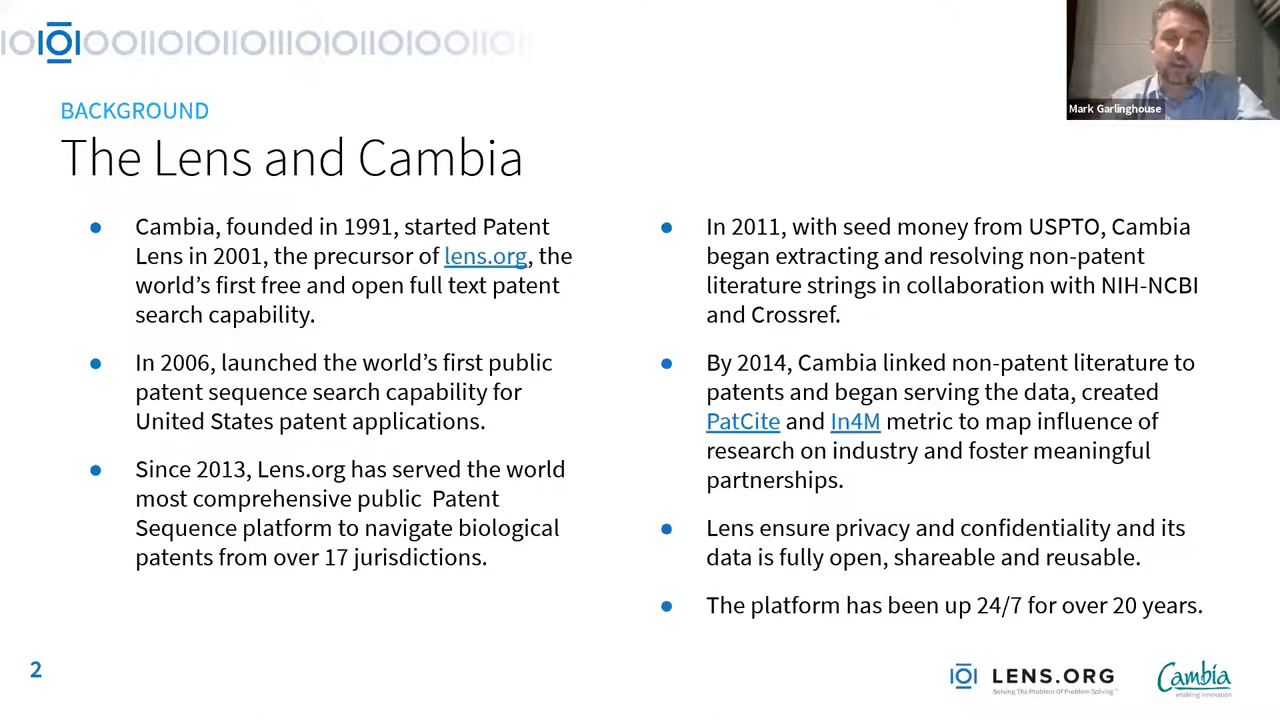 Mark Garlinghouse
BACKGROUND
The Lens and Cambia
Cambia, founded in 1991, started Patent
Lens in 2001, the precursor of lens.org, the
world's first free and open full text patent
search capability.
In 2006, launched the world's first public
patent sequence search capability for
United States patent applications.
Since 2013, Lens.org has served the world
most comprehensive public  Patent
Sequence platform to navigate biological
patents from over 17 jurisdictions.
In 2011, with seed money from USPTO, Cambia
began extracting and resolving non-patent
literature strings in collaboration with NIH-NCBI
and Crossref.
By 2014, Cambia linked non-patent literature to
patents and began serving the data, created
PatCite and In4M metric to map influence of
research on industry and foster meaningful
partnerships.
Lens ensure privacy and confidentiality and its
data is fully open, shareable and reusable.
The platform has been up 24/7 for over 20 years.
2
LENS.ORG
Solving The Problem Of Problem Solving™
Cambia
enabling innovation